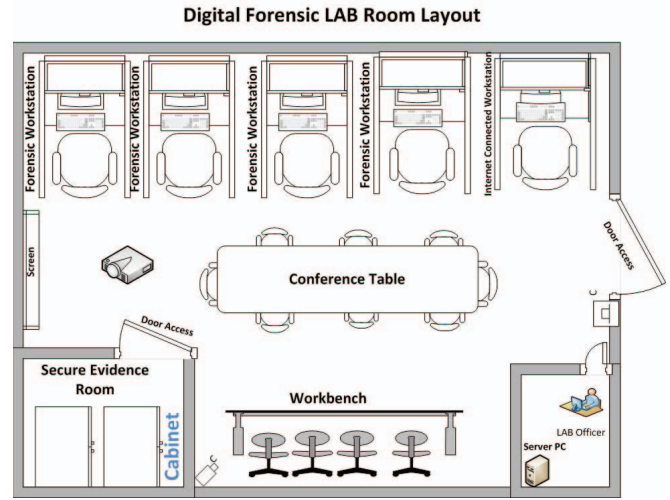 Digital Forensic LAB Room Layout
Forensic Workstation
Forensic Workstation
Forensic Workstation
Forensic Workstation
Internet Connected Workstation
Screen
Conference Table
Door Access
Door Access
Secure Evidence
Room
Cabinet
Workbench
LAB Officer
Server PC